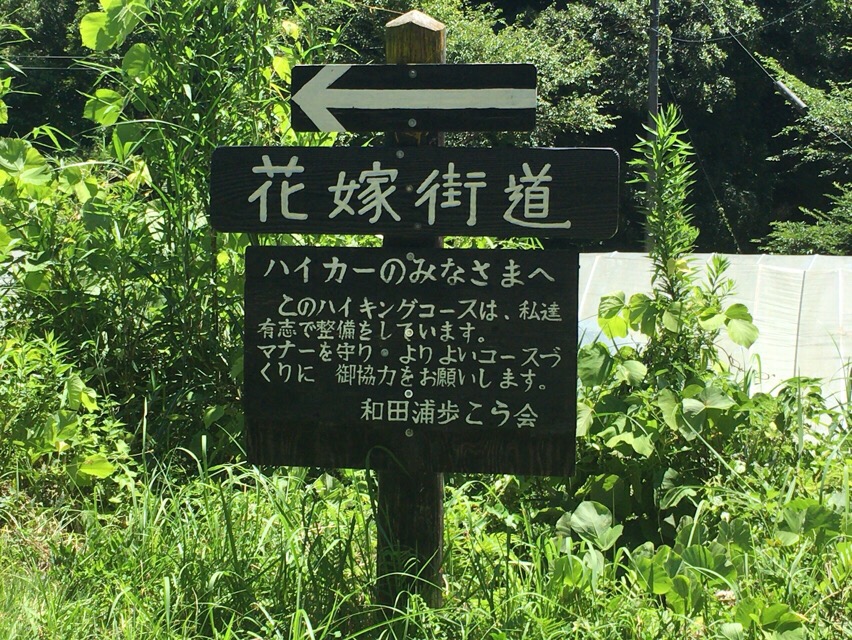 花嫁街道
ハイカーのみなさまへ
このハイキングコースは、私達
有志で整備をしています。
マナーを守り よりよいコースづ
くりに 御協力をお願いします。
和田浦歩こう会